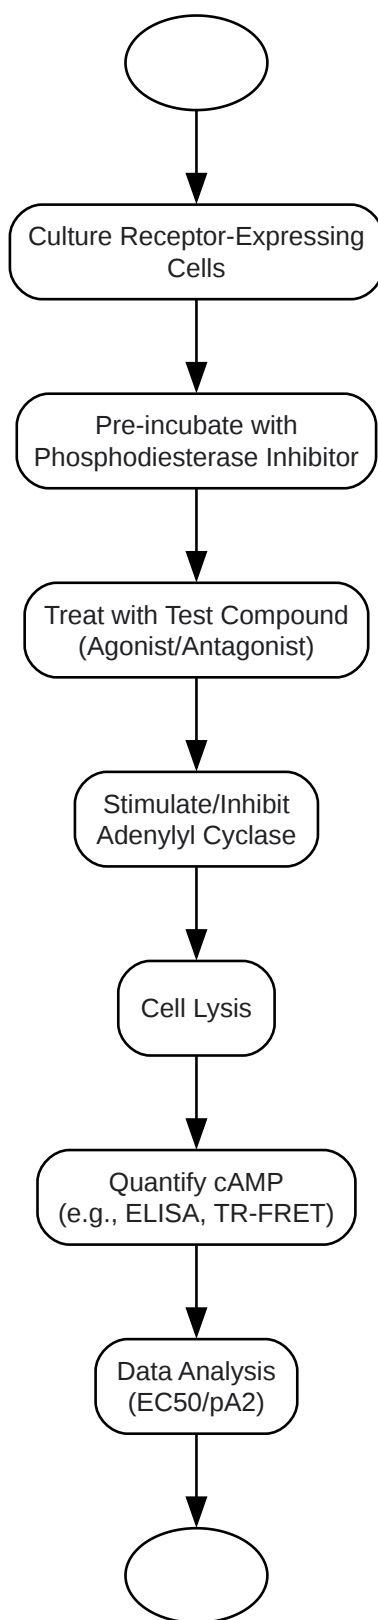 Culture Receptor-Expressing
Cells
Pre-incubate with
Phosphodiesterase Inhibitor
Treat with Test Compound
(Agonist/Antagonist)
Stimulate/Inhibit
Adenylyl Cyclase
Cell Lysis
Quantify cAMP
(e.g., ELISA, TR-FRET)
Data Analysis
(EC50/pA2)